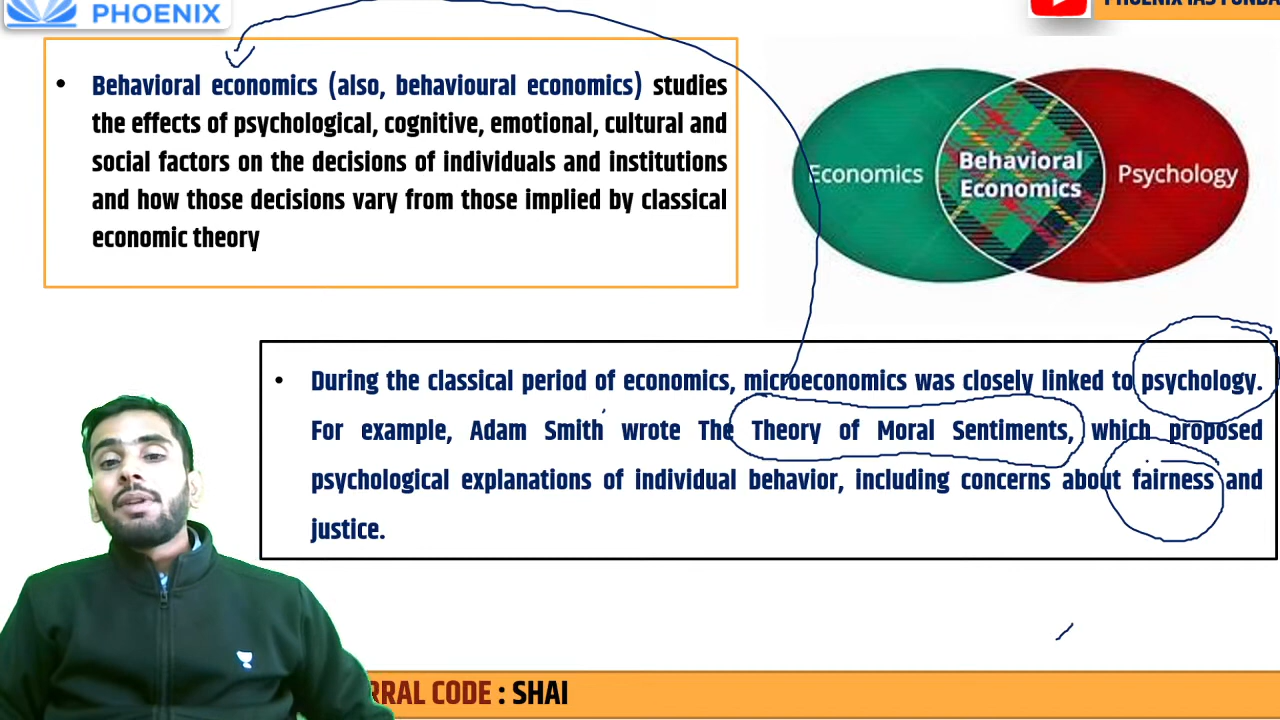 PHOENIX
PHOENIX IAS FUNDA
• Behavioral economics (also, behavioural economics) studies
the effects of psychological, cognitive, emotional, cultural and
social factors on the decisions of individuals and institutions
and how those decisions vary from those implied by classical
economic theory
Economics
Behavioral
Economics
Psychology
• During the classical period of economics, microeconomics was closely linked to psychology.
For example, Adam Smith wrote The Theory of Moral Sentiments, which proposed
psychological explanations of individual behavior, including concerns about fairness and
justice.
RRAL CODE : SHAI